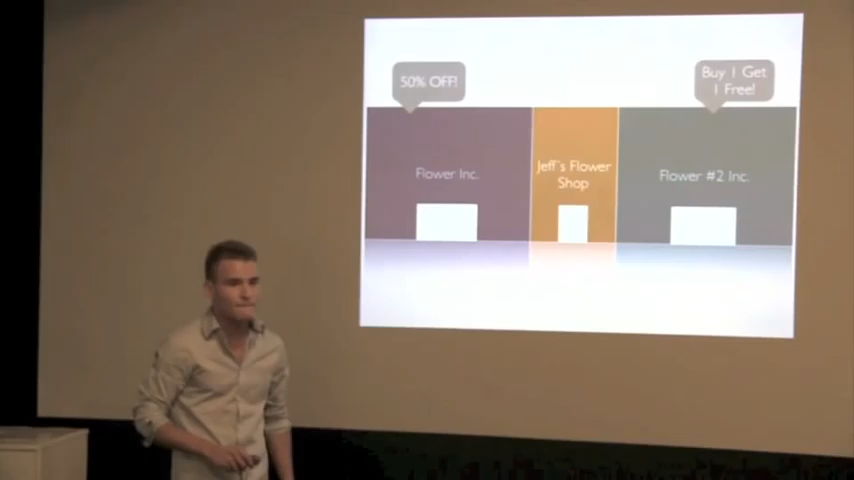 50% OFF!
Buy 1 Get
1 Free!
Flower Inc.
Jeff's Flower
Shop
Flower #2 Inc.